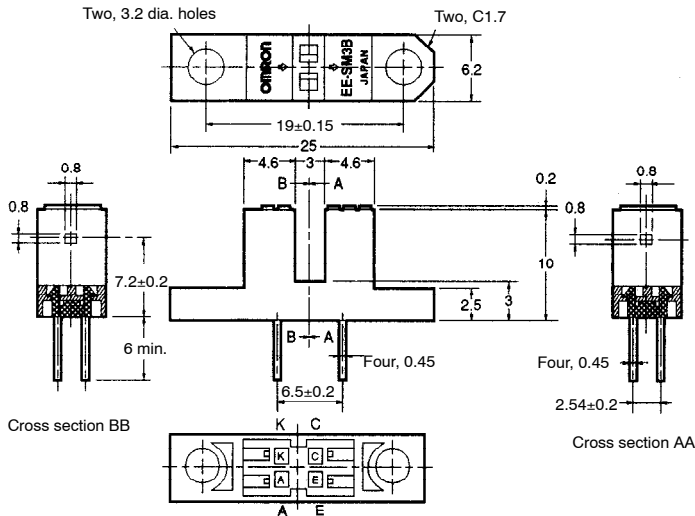 Two, 3.2 dia. holes
Two, C1.7
OMRON
EE-SM3B
JAPAN
6.2
19±0.15
25
4.6 3 4.6
B A
0.2
0.8
0.8
7.2±0.2
6 min.
10
2.5
3
0.8
0.8
B A
Four, 0.45
Four, 0.45
6.5±0.2
2.54±0.2
Cross section BB
Cross section AA
K C
K C
A E
A E